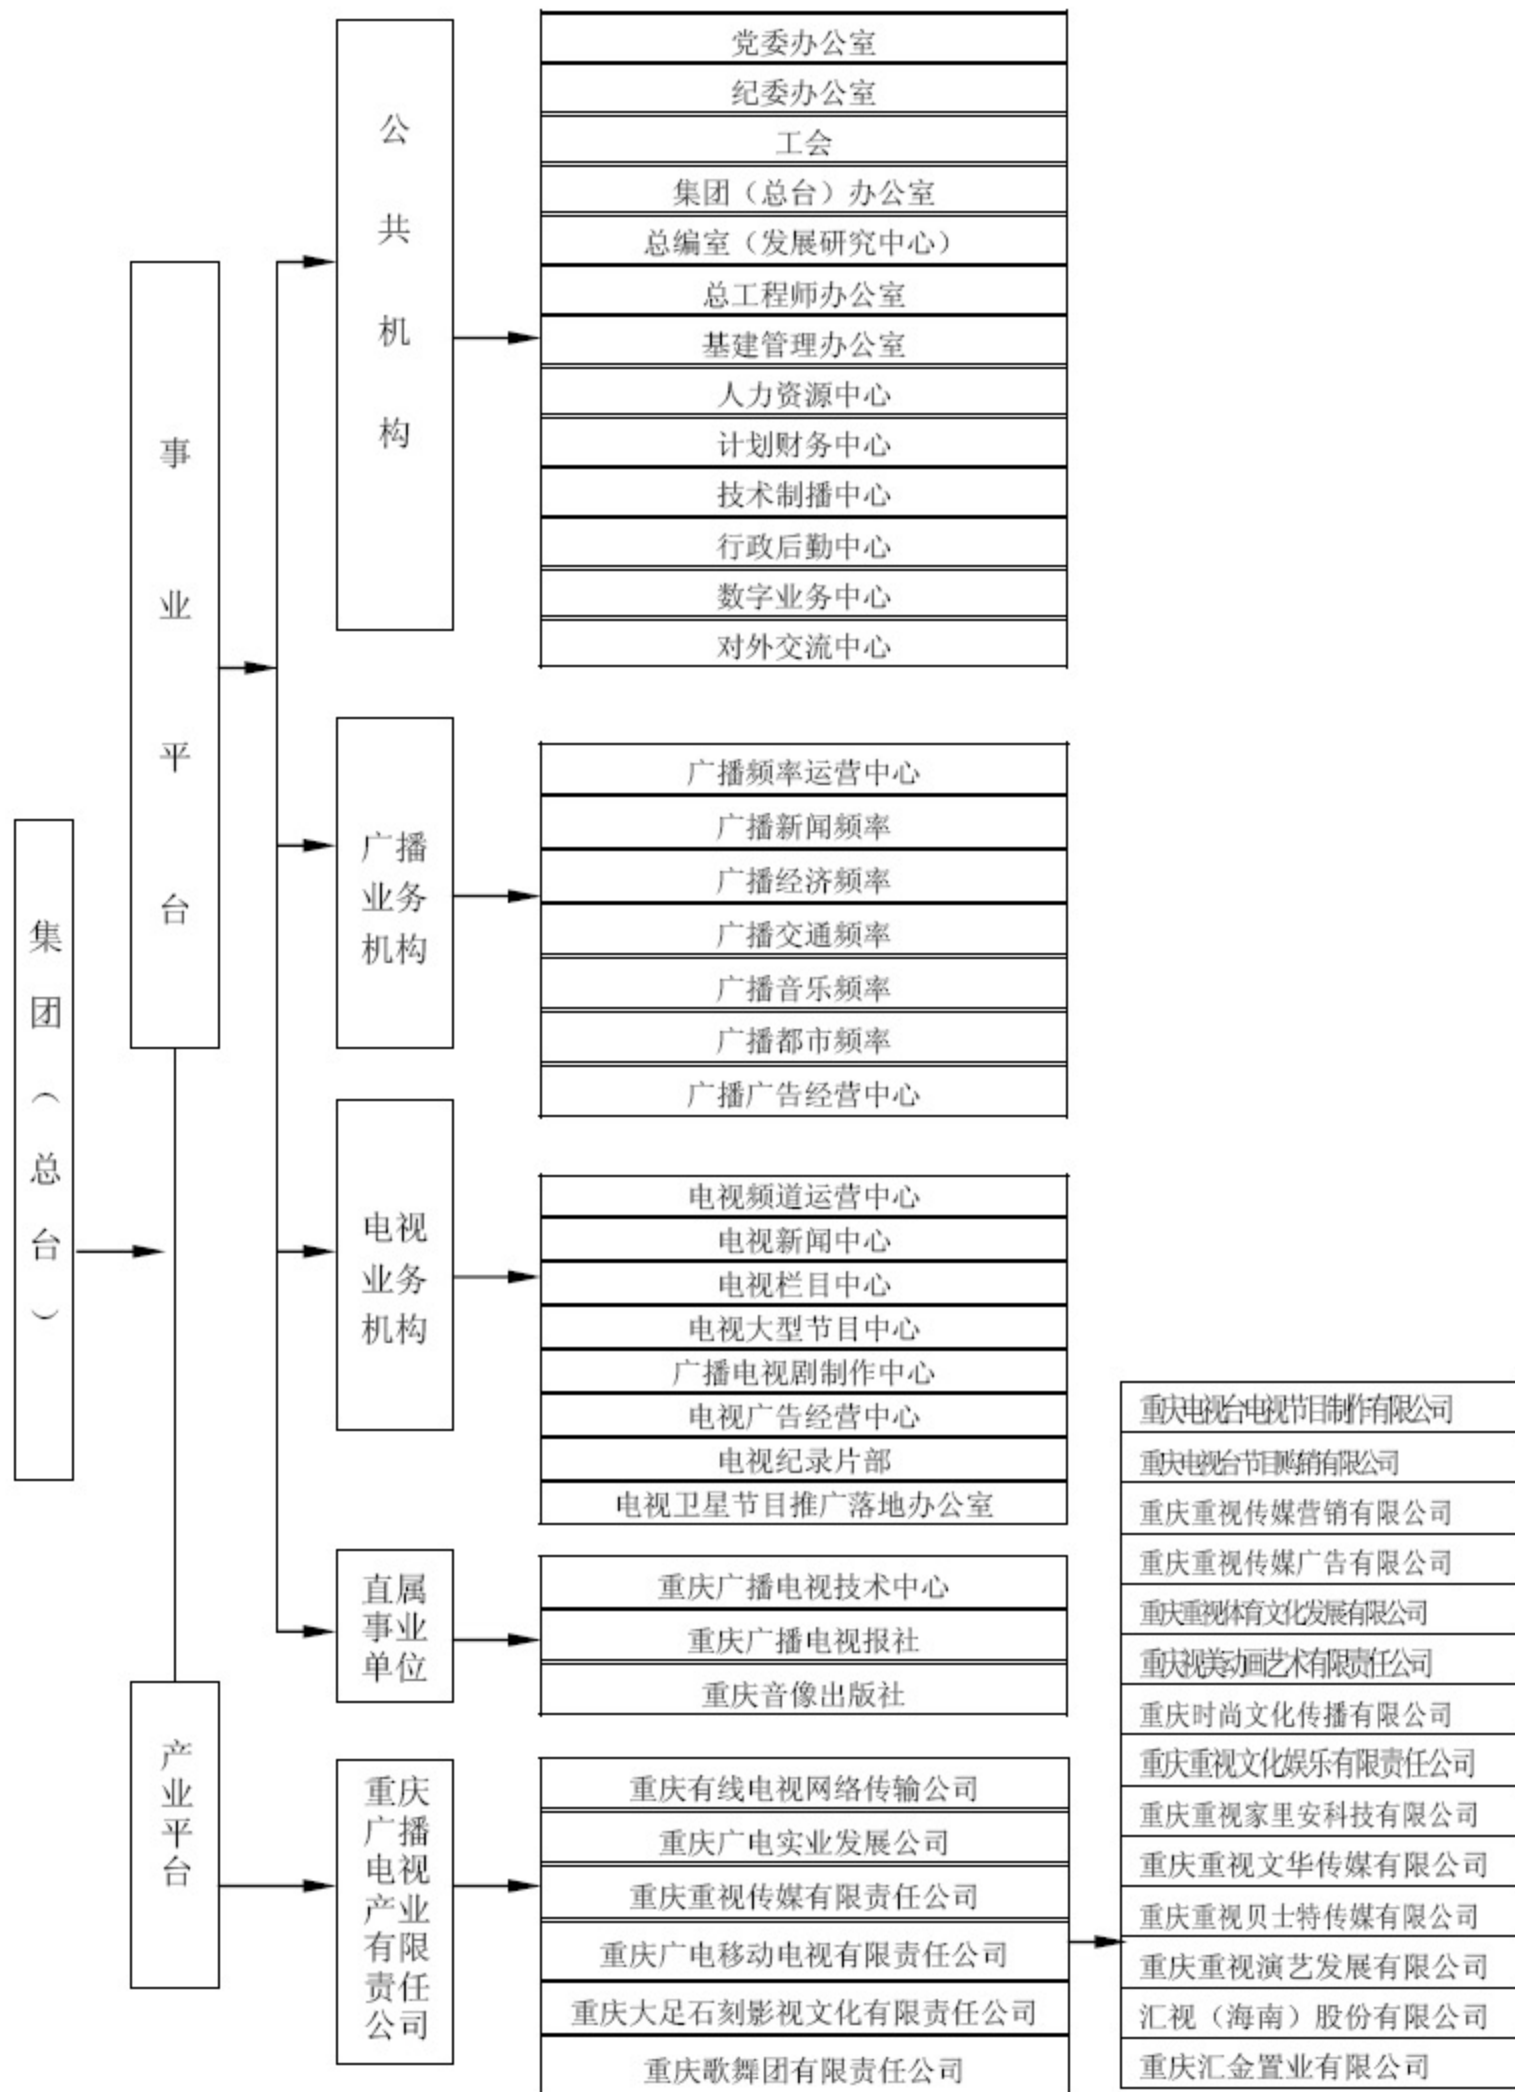 集团（总台）
事业平台
产业平台
公共机构
党委办公室
纪委办公室
工会
集团（总台）办公室
总编室（发展研究中心）
总工程师办公室
基建管理办公室
人力资源中心
计划财务中心
技术制播中心
行政后勤中心
数字业务中心
对外交流中心
广播
业务
机构
广播频率运营中心
广播新闻频率
广播经济频率
广播交通频率
广播音乐频率
广播都市频率
广播广告经营中心
电视
业务
机构
电视频道运营中心
电视新闻中心
电视栏目中心
电视大型节目中心
广播电视剧制作中心
电视广告经营中心
电视纪录片部
电视卫星节目推广落地办公室
直属
事业
单位
重庆广播电视技术中心
重庆广播电视报社
重庆音像出版社
重庆
广播
电视
产业
有限
责任
公司
重庆有线电视网络传输公司
重庆广电实业发展公司
重庆重视传媒有限责任公司
重庆广电移动电视有限责任公司
重庆大足石刻影视文化有限责任公司
重庆歌舞团有限责任公司
重庆电视台电视节目制作有限公司
重庆电视台节目购销有限公司
重庆重视传媒营销有限公司
重庆重视传媒广告有限公司
重庆重视体育文化发展有限公司
重庆视美动画艺术有限责任公司
重庆时尚文化传播有限公司
重庆重视文化娱乐有限责任公司
重庆重视家里安科技有限公司
重庆重视文华传媒有限公司
重庆重视贝士特传媒有限公司
重庆重视演艺发展有限公司
汇视（海南）股份有限公司
重庆汇金置业有限公司